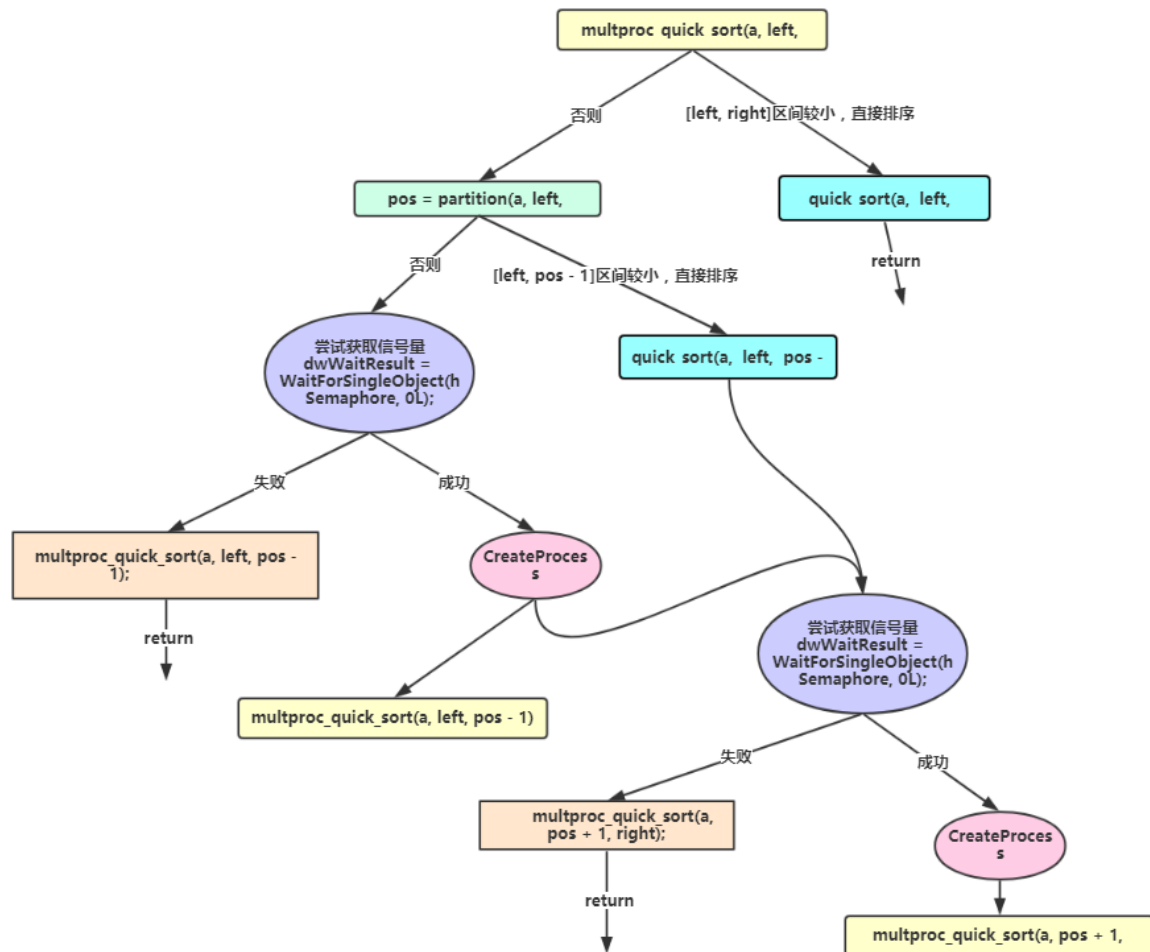 multproc quick sort(a, left,
否则
[left, right]区间较小，直接排序
pos = partition(a, left,
quick sort(a, left,
否则
[left, pos - 1]区间较小，直接排序
return
尝试获取信号量
dwWaitResult =
WaitForSingleObject(h
Semaphore, 0L);
quick sort(a, left, pos -
失败
成功
multproc_quick_sort(a, left, pos -
1);
CreateProces
s
return
尝试获取信号量
dwWaitResult =
WaitForSingleObject(h
Semaphore, 0L);
multproc_quick_sort(a, left, pos - 1)
失败
成功
multproc_quick_sort(a,
pos + 1, right);
CreateProces
s
return
multproc_quick_sort(a, pos + 1,